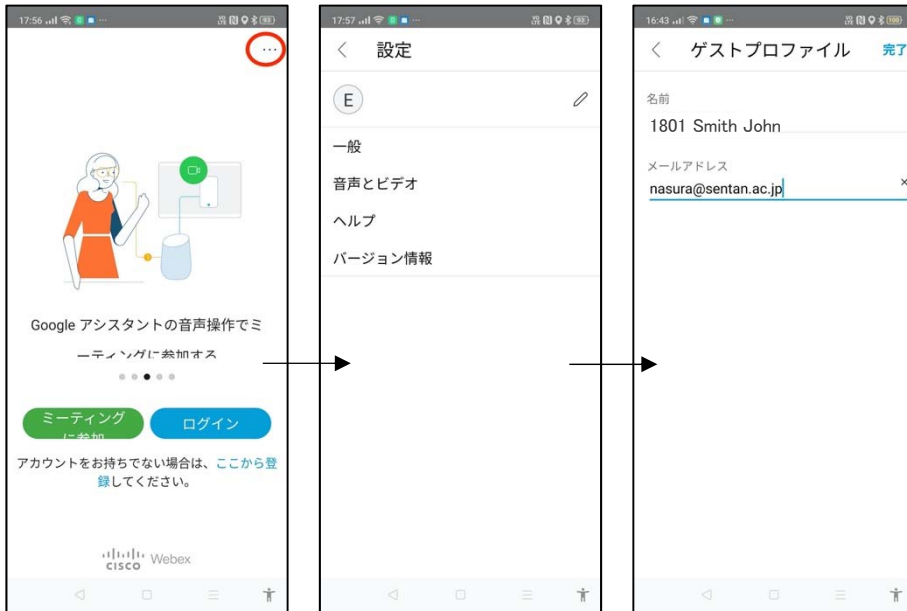 17:56
Google アシスタントの音声操作でミ
ーティングに参加する
ミーティング
に参加
ログイン
アカウントをお持ちでない場合は、ここから登
録してください。
CISCO Webex
17:57
設定
E
一般
音声とビデオ
ヘルプ
バージョン情報
16:43
100
ゲストプロファイル 完了
名前
1801 Smith John
メールアドレス
nasura@sentan.ac.jp